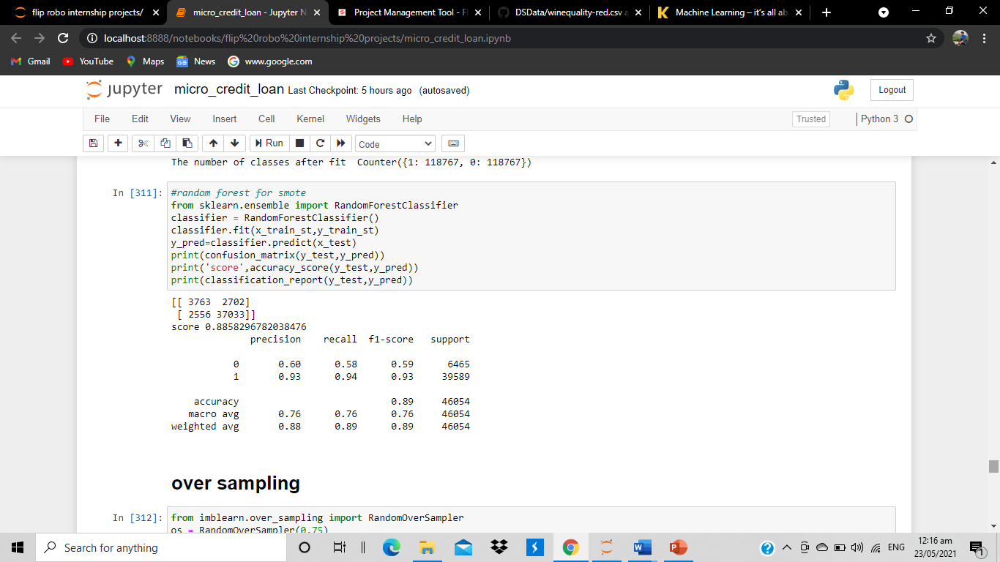 flip robo internship projects/
micro_credit_loan - Jupyter N
Project Management Tool - Fl
DSData/winequality-red.csv a
Machine Learning – it's all ab
localhost:8888/notebooks/flip%20robo%20internship%20projects/micro_credit_loan.ipynb
Gmail YouTube Maps News www.google.com
jupyter micro_credit_loan Last Checkpoint: 5 hours ago (autosaved) Logout
File Edit View Insert Cell Kernel Widgets Help Trusted Python 3
Run Code
The number of classes after fit Counter({1: 118767, 0: 118767})
In [311]: #random forest for smote
from sklearn.ensemble import RandomForestClassifier
classifier = RandomForestClassifier()
classifier.fit(x_train_st,y_train_st)
y_pred=classifier.predict(x_test)
print(confusion_matrix(y_test,y_pred))
print('score',accuracy_score(y_test,y_pred))
print(classification_report(y_test,y_pred))
[[ 3763 2702]
[ 2556 37033]]
score 0.8858296782038476
precision recall f1-score support
0 0.60 0.58 0.59 6465
1 0.93 0.94 0.93 39589
accuracy 0.89 46054
macro avg 0.76 0.76 0.76 46054
weighted avg 0.88 0.89 0.89 46054
over sampling
In [312]: from imblearn.over_sampling import RandomOverSampler
os = RandomOverSampler(0.75)
Search for anything
ENG
12:16 am
23/05/2021
1